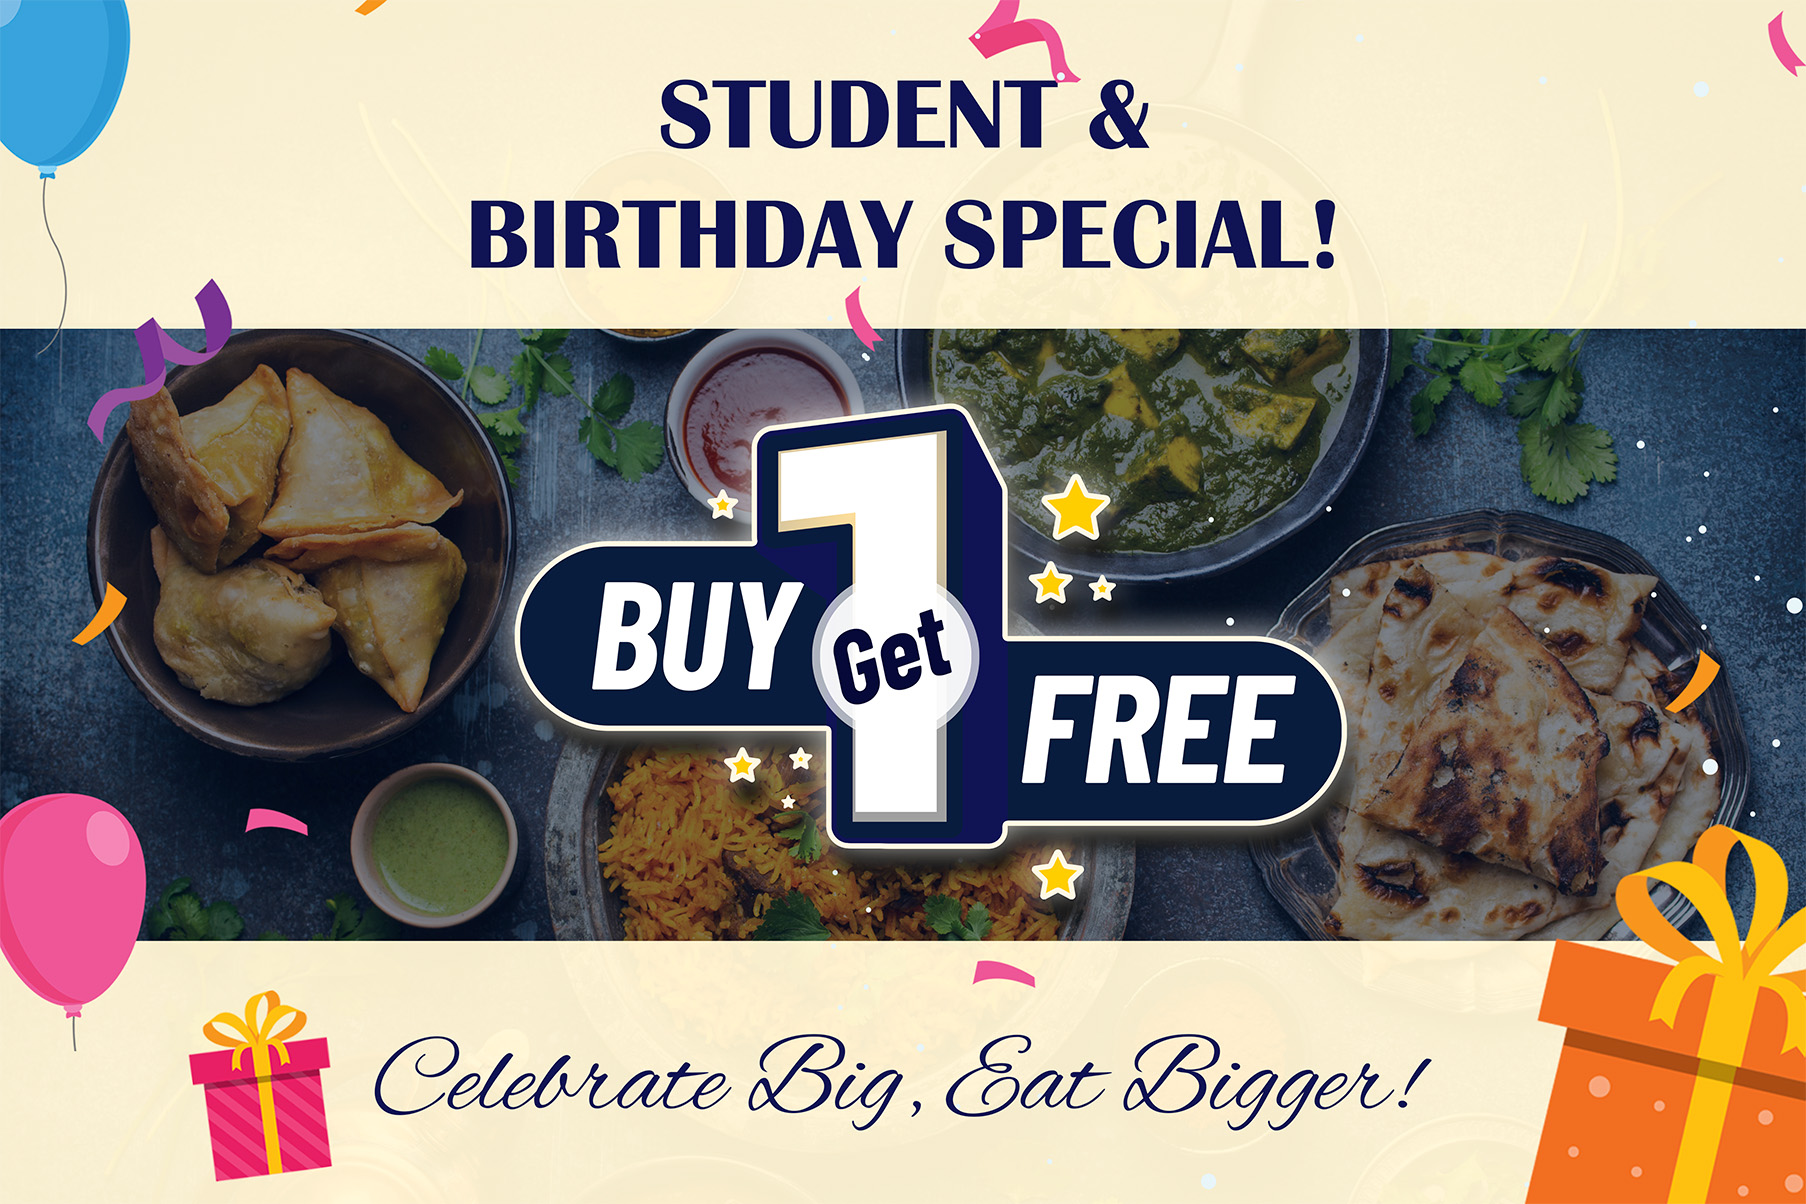 STUDENT &
BIRTHDAY SPECIAL!
BUY 1 Get FREE
Celebrate Big, Eat Bigger!